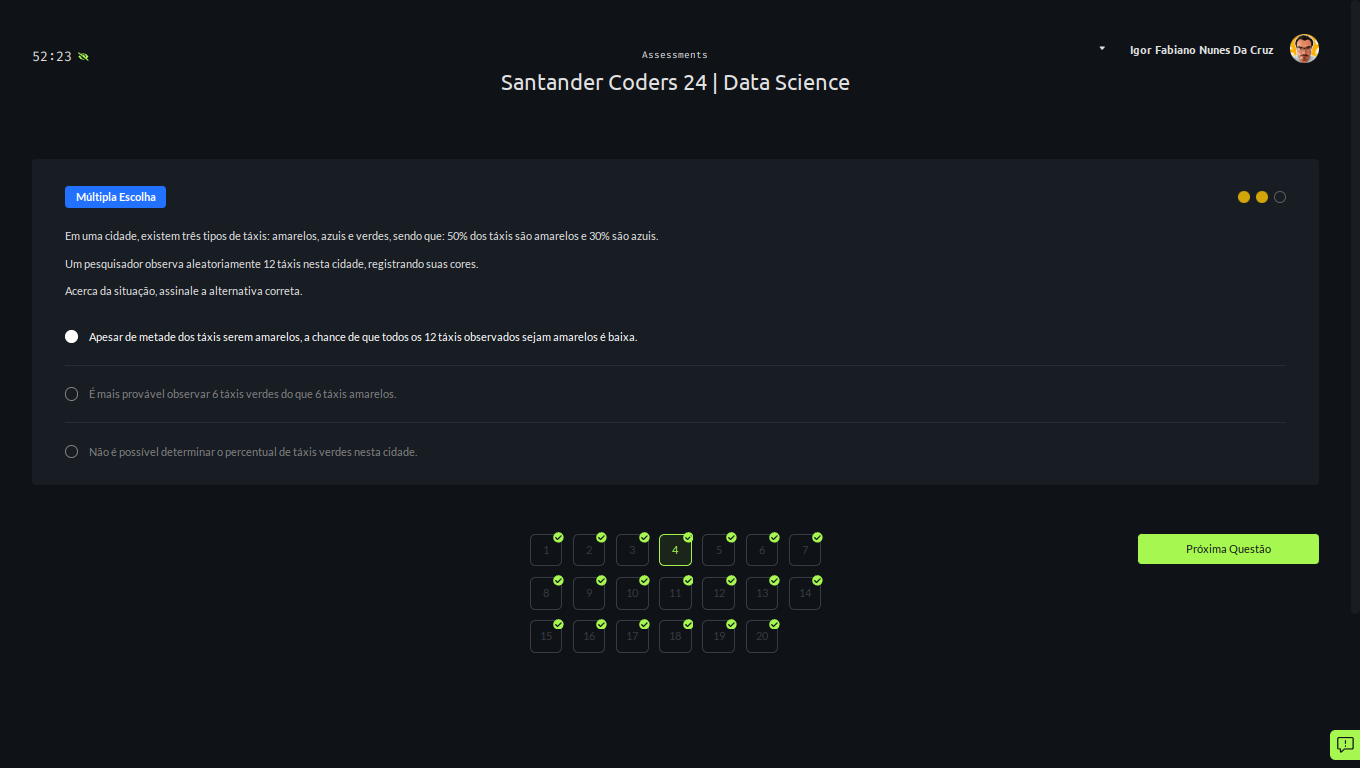 52:23
Assessments
Igor Fabiano Nunes Da Cruz
Santander Coders 24 | Data Science
Múltipla Escolha
Em uma cidade, existem três tipos de táxis: amarelos, azuis e verdes, sendo que: 50% dos táxis são amarelos e 30% são azuis.
Um pesquisador observa aleatoriamente 12 táxis nesta cidade, registrando suas cores.
Acerca da situação, assinale a alternativa correta.
Apesar de metade dos táxis serem amarelos, a chance de que todos os 12 táxis observados sejam amarelos é baixa.
É mais provável observar 6 táxis verdes do que 6 táxis amarelos.
Não é possível determinar o percentual de táxis verdes nesta cidade.
1 2 3 4 5 6 7
Próxima Questão
8 9 10 11 12 13 14
15 16 17 18 19 20